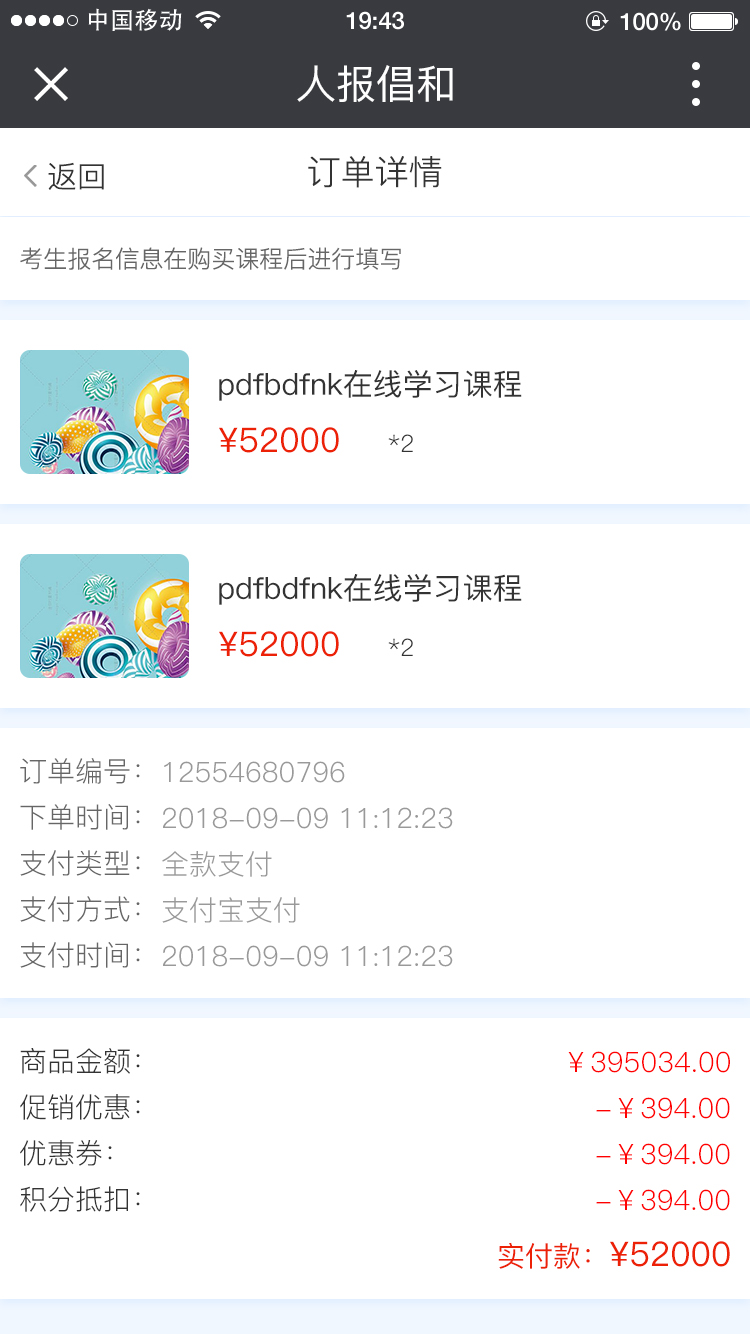 中国移动 19:43 100%
人报倡和
返回 订单详情
考生报名信息在购买课程后进行填写
pdfbdfnk在线学习课程
¥52000 *2
pdfbdfnk在线学习课程
¥52000 *2
订单编号： 12554680796
下单时间： 2018-09-09 11:12:23
支付类型： 全款支付
支付方式： 支付宝支付
支付时间： 2018-09-09 11:12:23
商品金额： ¥ 395034.00
促销优惠： - ¥ 394.00
优惠券： - ¥ 394.00
积分抵扣： - ¥ 394.00
实付款： ¥52000